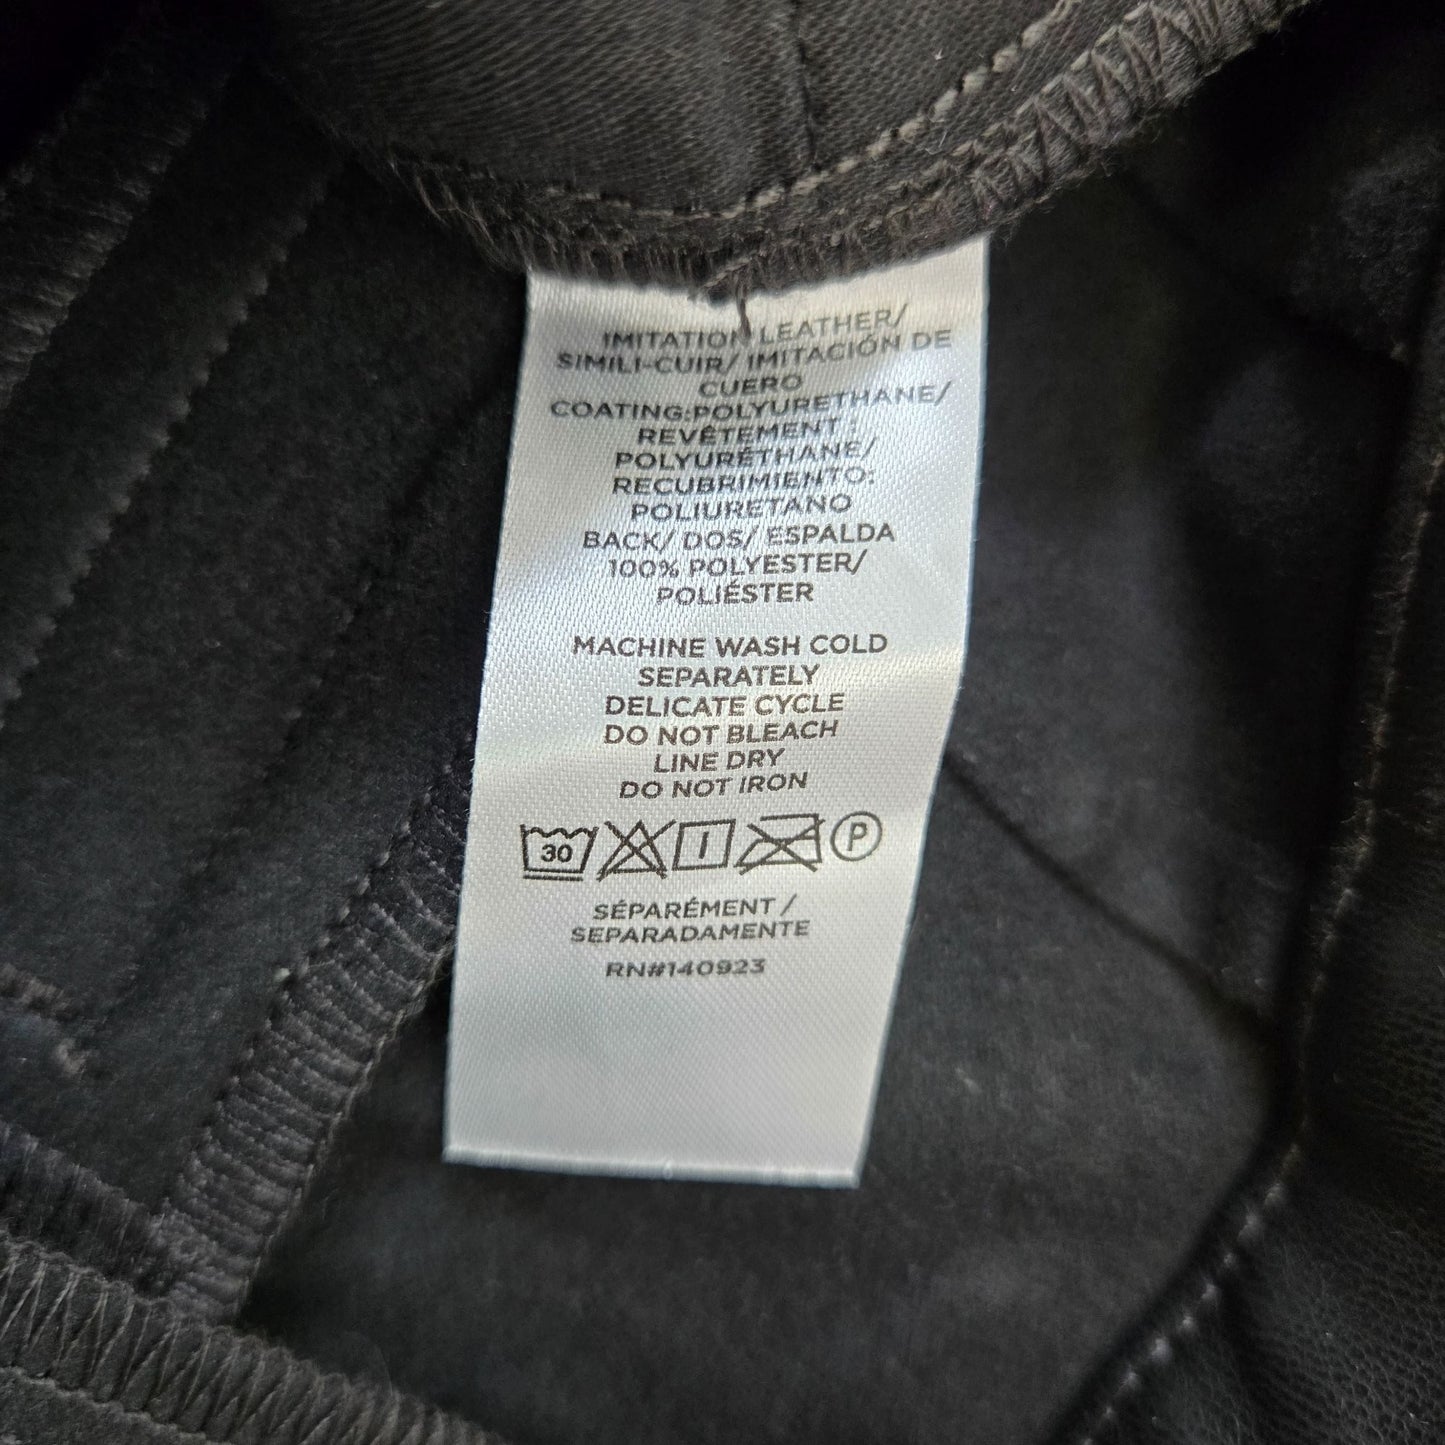 IMITATION LEATHER/
SIMILI-CUIR/ IMITACIÓN DE
CUERO
COATING:POLYURETHANE/
REVÊTEMENT :
POLYURÉTHANE/
RECUBRIMIENTO:
POLIURETANO
BACK/ DOS/ ESPALDA
100% POLYESTER/
POLIÉSTER
MACHINE WASH COLD
SEPARATELY
DELICATE CYCLE
DO NOT BLEACH
LINE DRY
DO NOT IRON
30 P
SÉPARÉMENT /
SEPARADAMENTE
RN#140923